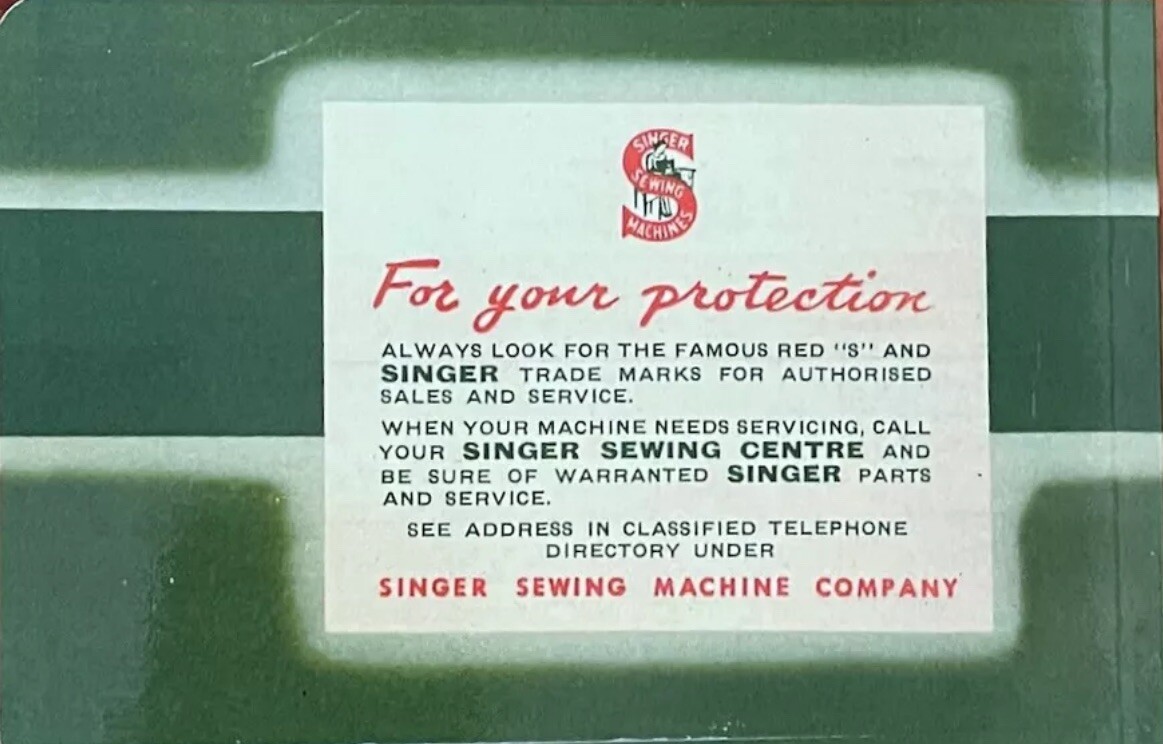 SINGER
SEWING
MACHINES
For your protection
ALWAYS LOOK FOR THE FAMOUS RED "S" AND
SINGER TRADE MARKS FOR AUTHORISED
SALES AND SERVICE.
WHEN YOUR MACHINE NEEDS SERVICING, CALL
YOUR SINGER SEWING CENTRE AND
BE SURE OF WARRANTED SINGER PARTS
AND SERVICE.
SEE ADDRESS IN CLASSIFIED TELEPHONE
DIRECTORY UNDER
SINGER SEWING MACHINE COMPANY